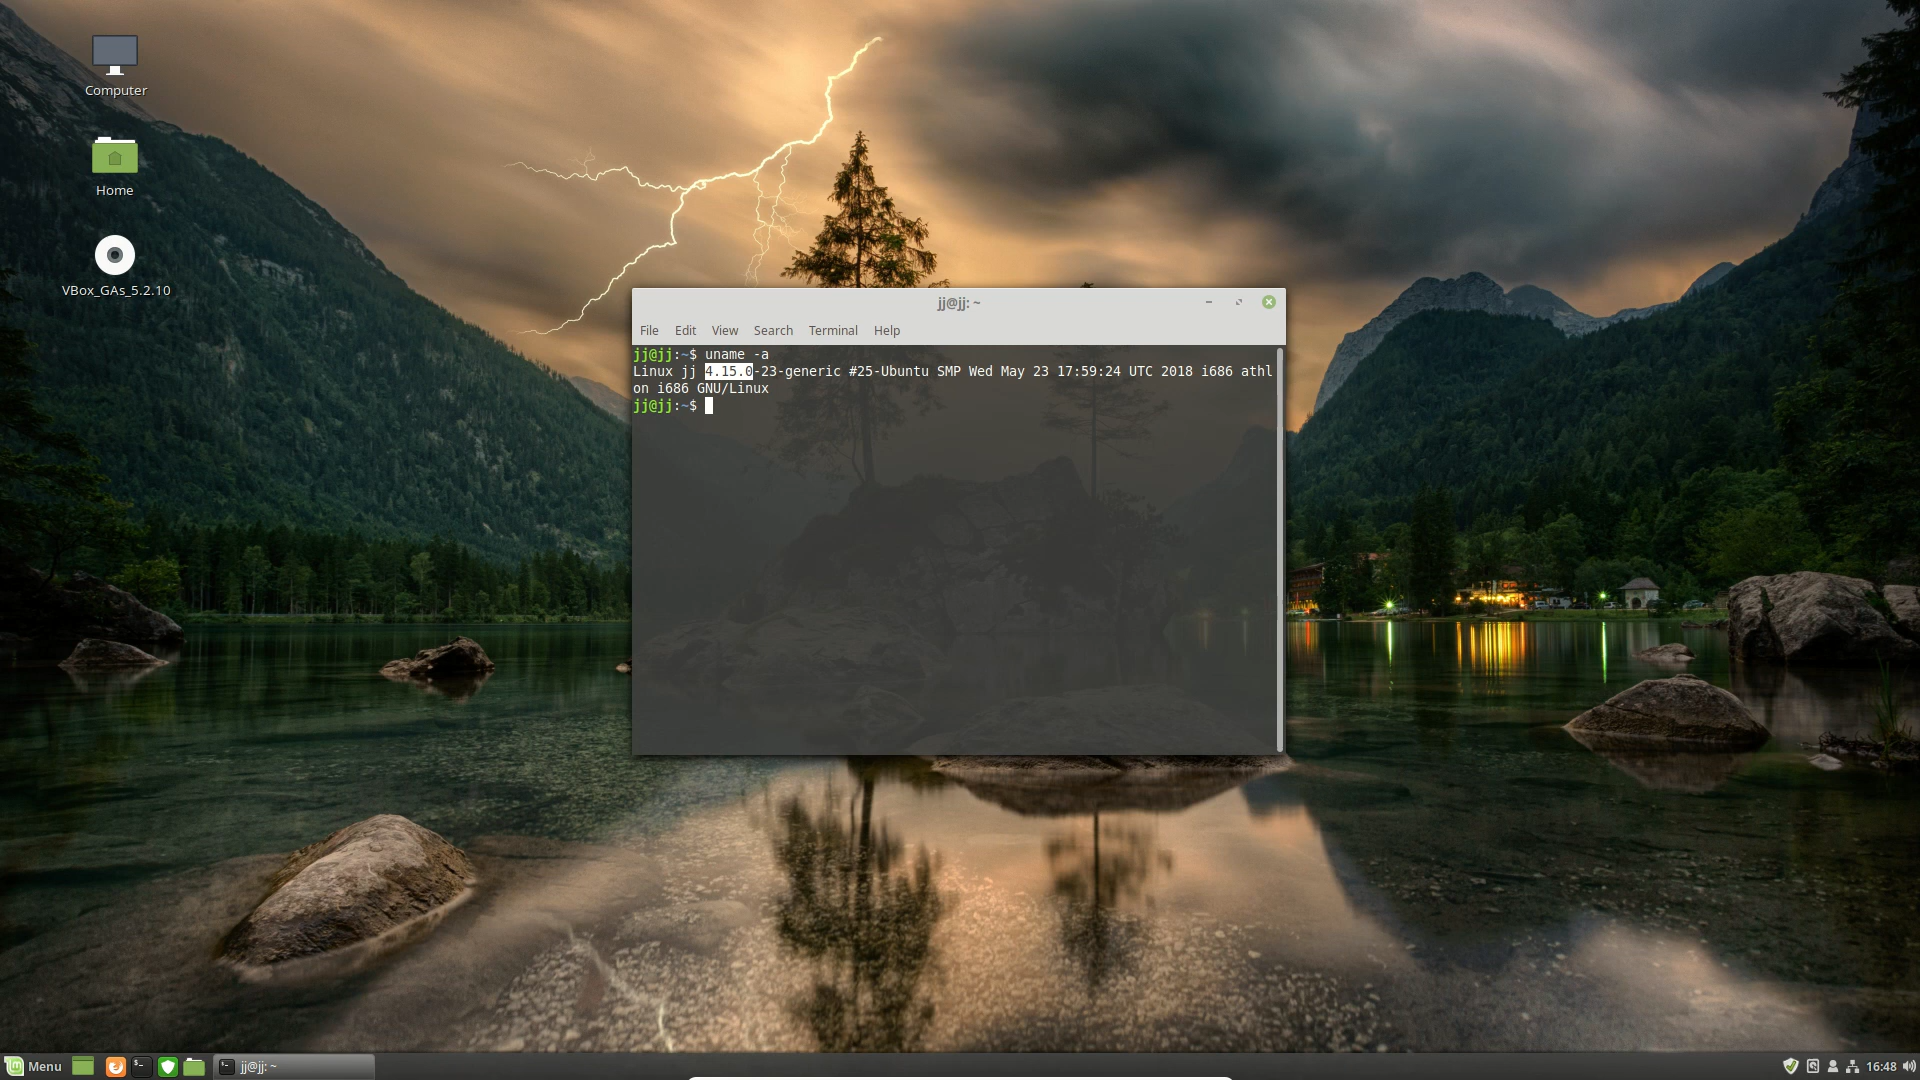 Computer
Home
VBox_GAs_5.2.10
jj@jj: ~
File Edit View Search Terminal Help
jj@jj:~$ uname -a
Linux jj 4.15.0-23-generic #25-Ubuntu SMP Wed May 23 17:59:24 UTC 2018 i686 athl
on i686 GNU/Linux
jj@jj:~$
Menu jj@jj: ~ 16:48